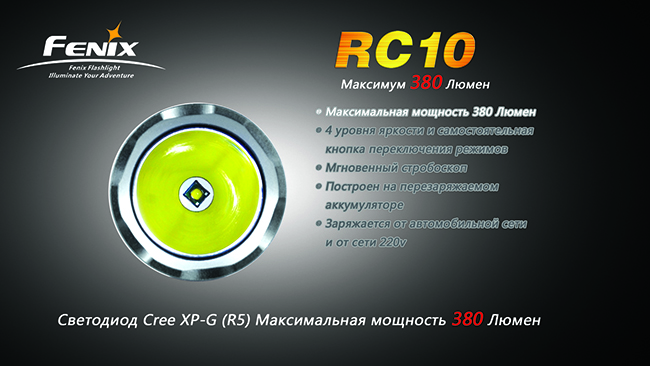 FENIX
Fenix Flashlight
Illuminate Your Adventure
RC10
Максимум 380 Люмен
Максимальная мощность 380 Люмен
4 уровня яркости и самостоятельная
кнопка переключения режимов
Мгновенный стробоскоп
Построен на перезаряжаемом
аккумуляторе
Заряжается от автомобильной сети
и от сети 220v
Светодиод Cree XP-G (R5) Максимальная мощность 380 Люмен